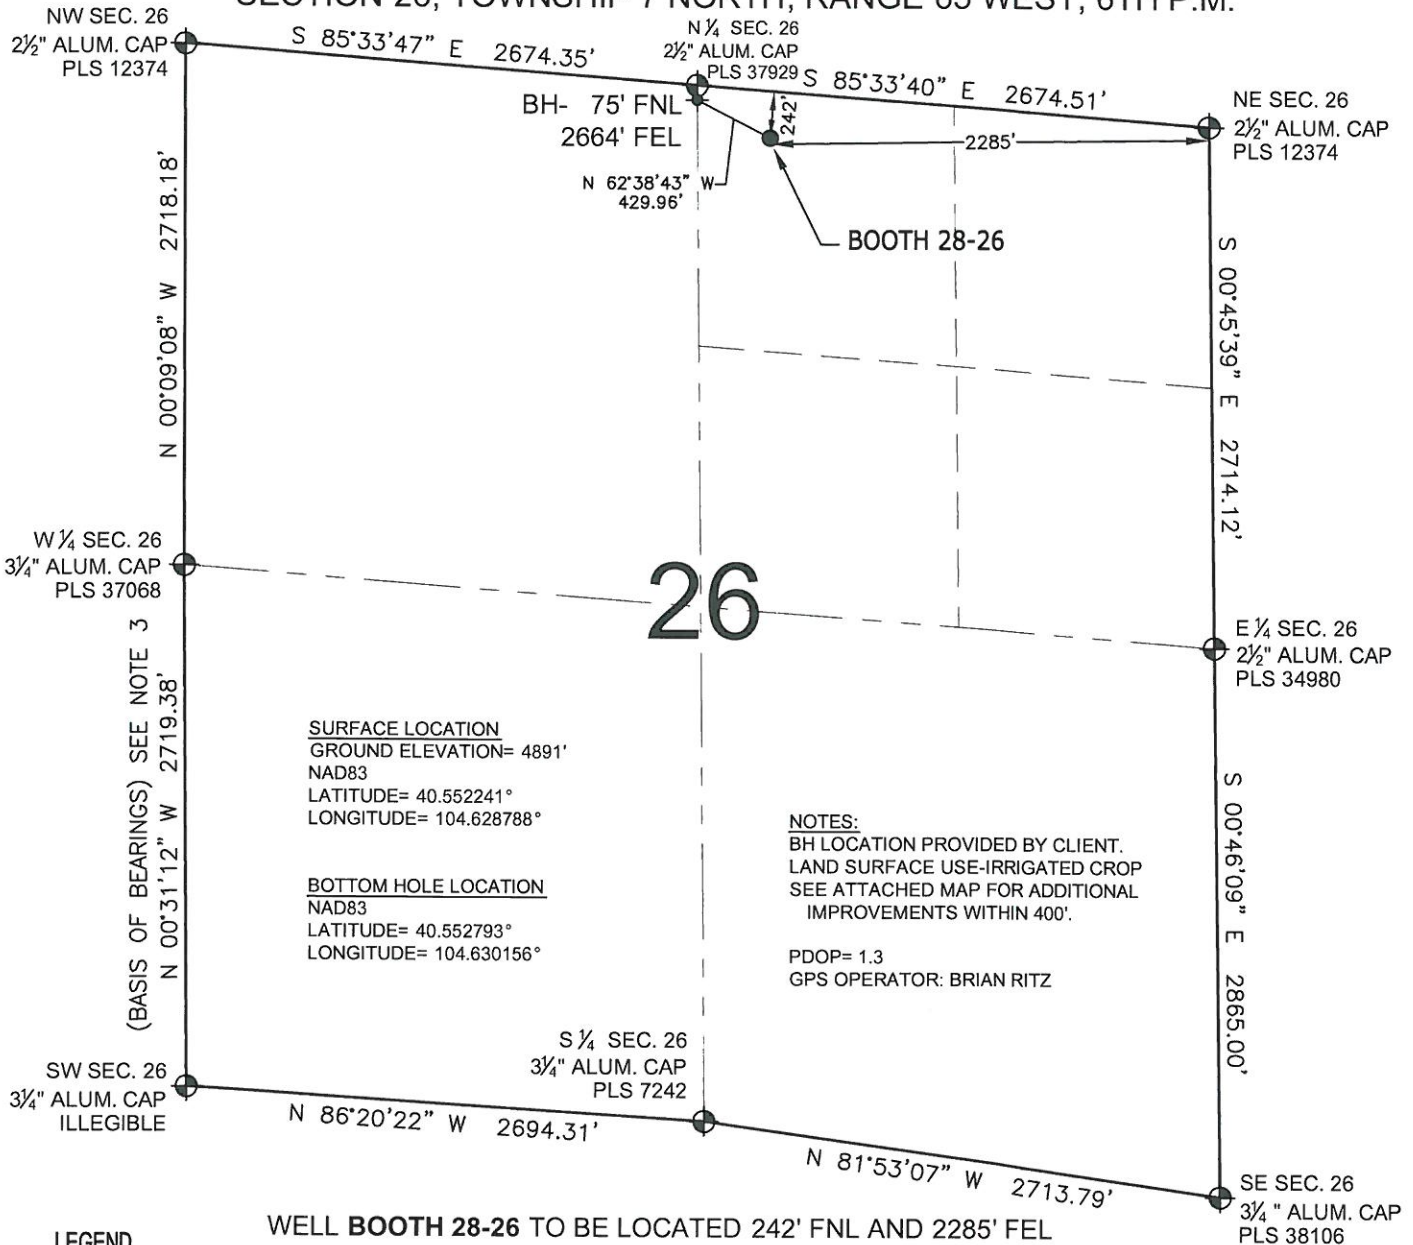 SECTION 26, TOWNSHIP 7 NORTH, RANGE 65 WEST, 6TH P.M.
NW SEC. 26
2½" ALUM. CAP
PLS 12374
S 85°33'47" E 2674.35'
N ¼ SEC. 26
2½" ALUM. CAP
PLS 37929
S 85°33'40" E 2674.51'
NE SEC. 26
2½" ALUM. CAP
PLS 12374
BH- 75' FNL
2664' FEL
242'
2285'
N 62°38'43" W
429.96'
BOOTH 28-26
N 00°09'08" W 2718.18'
S 00°45'39" E 2714.12'
W ¼ SEC. 26
3¼" ALUM. CAP
PLS 37068
26
E ¼ SEC. 26
2½" ALUM. CAP
PLS 34980
(BASIS OF BEARINGS) SEE NOTE 3
N 00°31'12" W 2719.38'
SURFACE LOCATION
GROUND ELEVATION= 4891'
NAD83
LATITUDE= 40.552241°
LONGITUDE= 104.628788°
BOTTOM HOLE LOCATION
NAD83
LATITUDE= 40.552793°
LONGITUDE= 104.630156°
NOTES:
BH LOCATION PROVIDED BY CLIENT.
LAND SURFACE USE-IRRIGATED CROP
SEE ATTACHED MAP FOR ADDITIONAL
IMPROVEMENTS WITHIN 400'.
PDOP= 1.3
GPS OPERATOR: BRIAN RITZ
S 00°46'09" E 2865.00'
SW SEC. 26
3¼" ALUM. CAP
ILLEGIBLE
S ¼ SEC. 26
3¼" ALUM. CAP
PLS 7242
N 86°20'22" W 2694.31'
N 81°53'07" W 2713.79'
SE SEC. 26
3¼" ALUM. CAP
PLS 38106
LEGEND
WELL BOOTH 28-26 TO BE LOCATED 242' FNL AND 2285' FEL